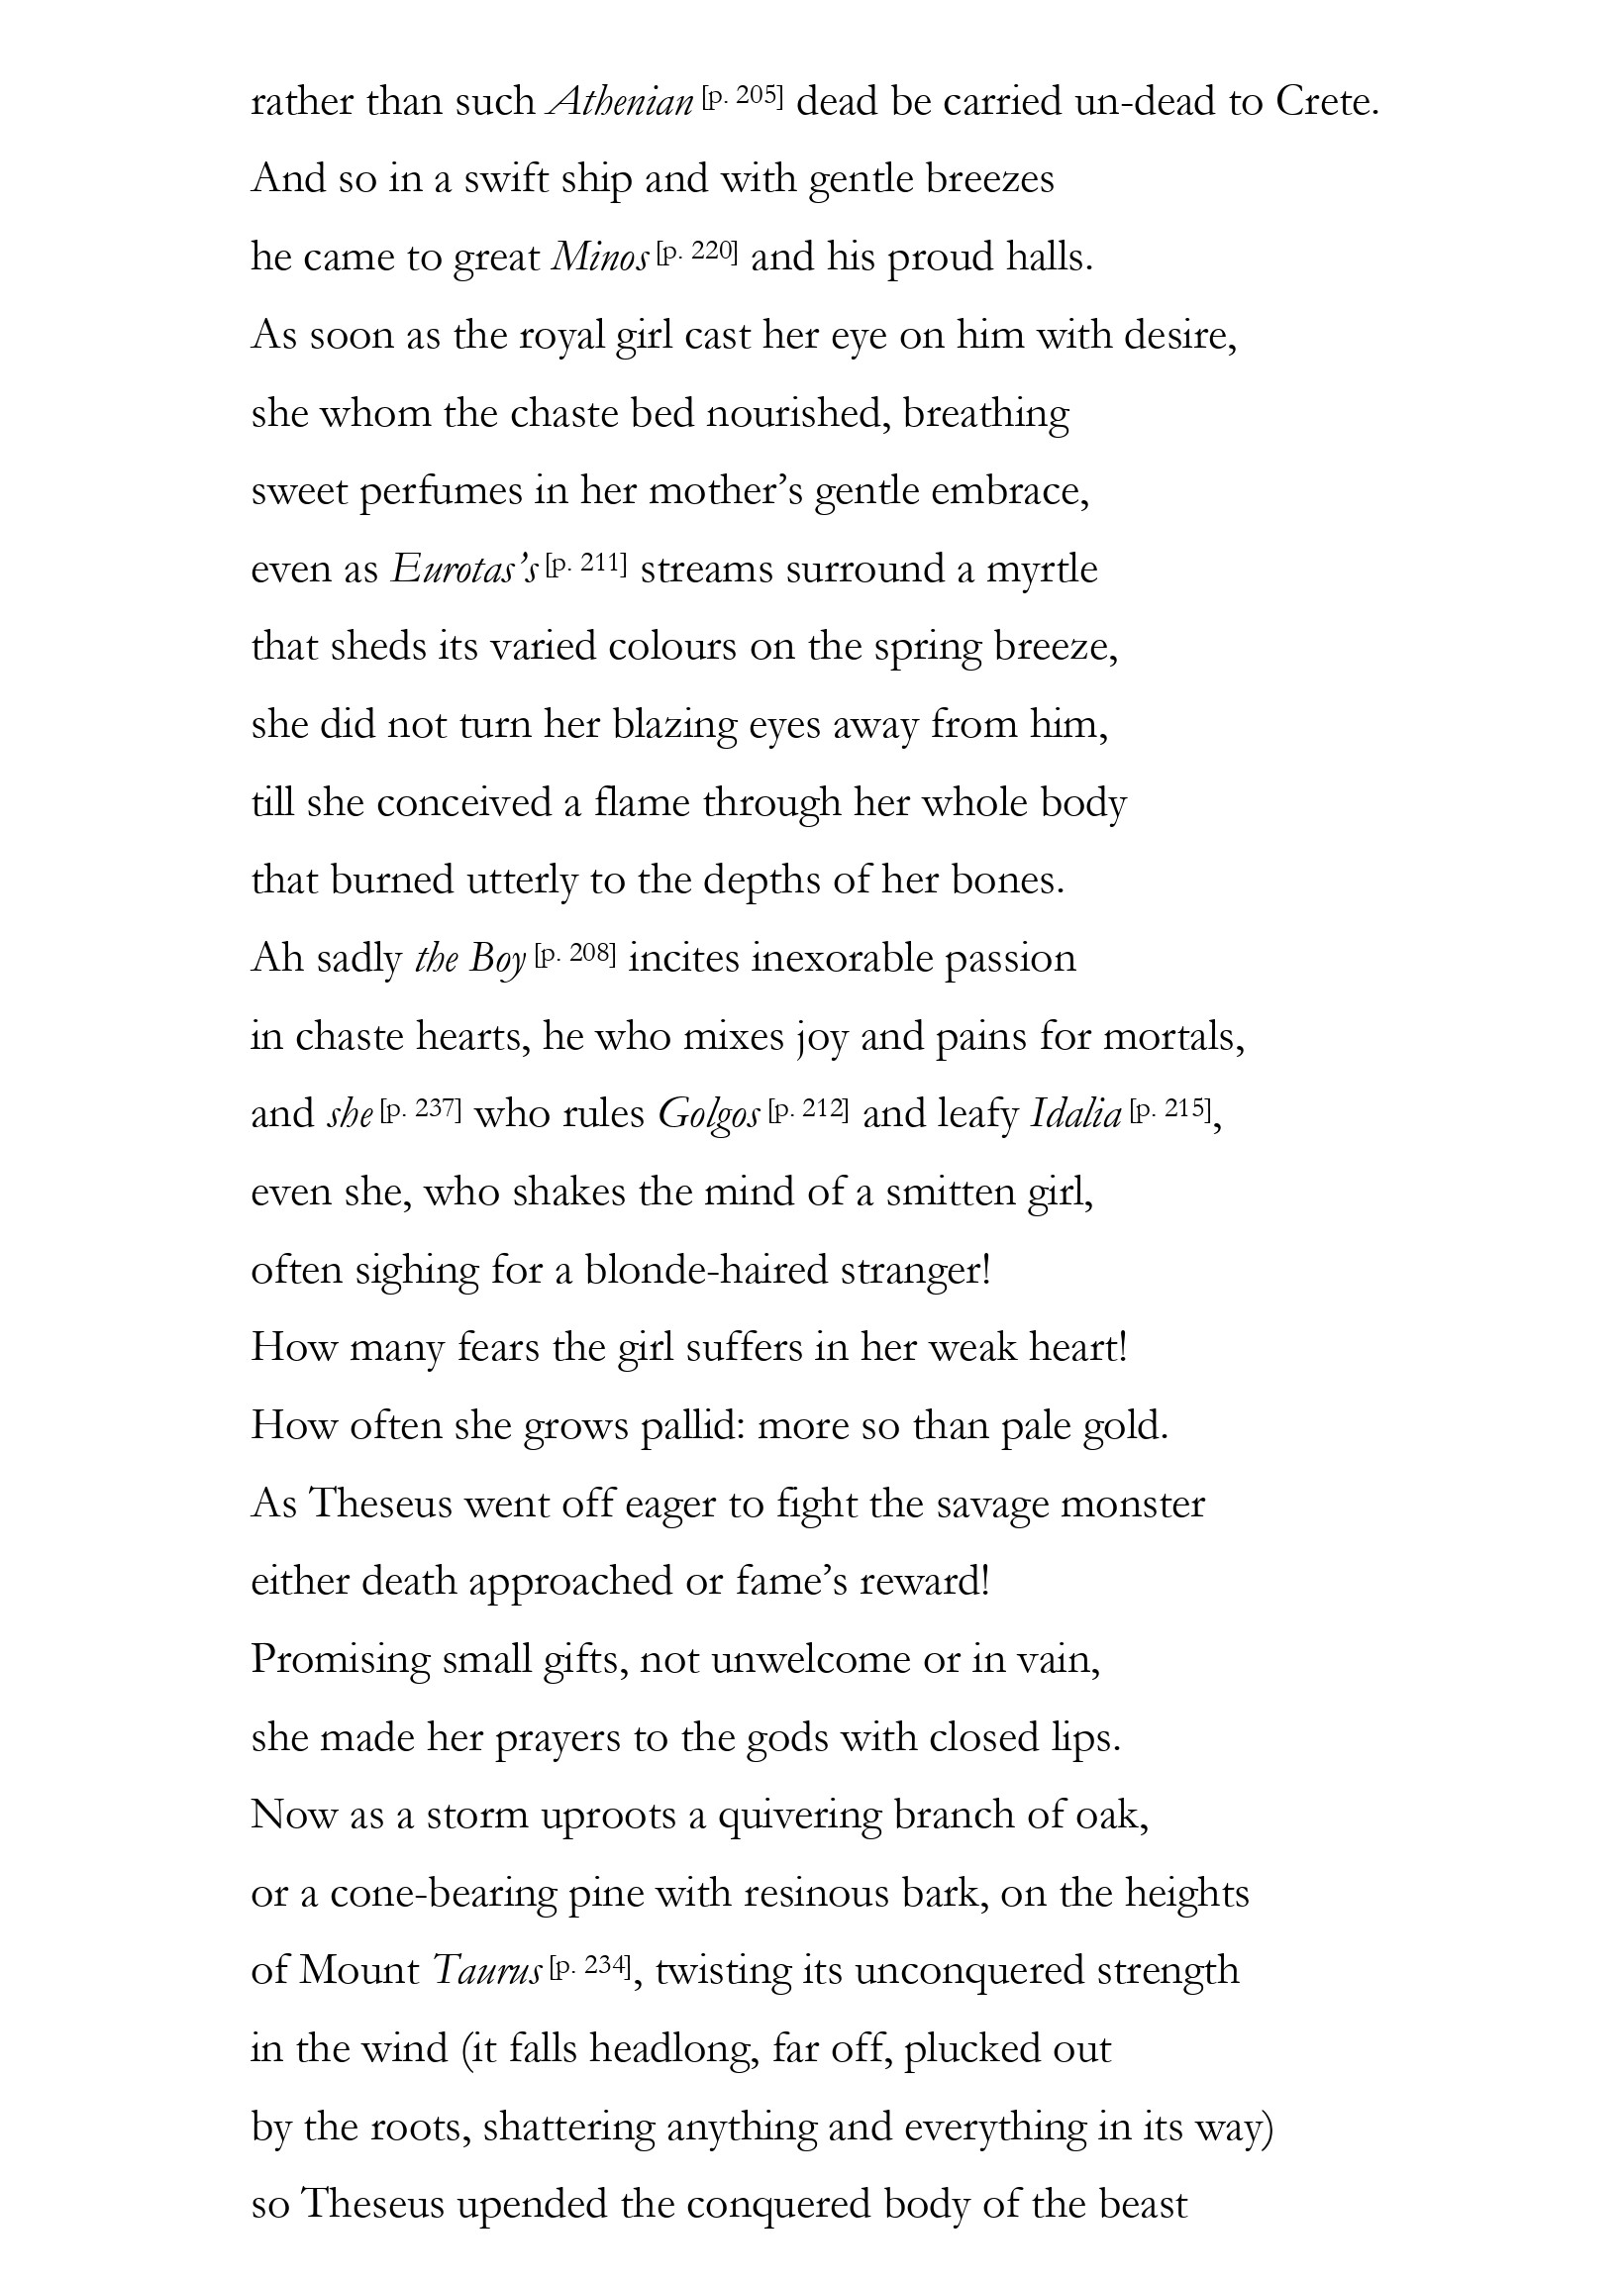 rather than such Athenian [p. 205] dead be carried un-dead to Crete.
And so in a swift ship and with gentle breezes
he came to great Minos [p. 220] and his proud halls.
As soon as the royal girl cast her eye on him with desire,
she whom the chaste bed nourished, breathing
sweet perfumes in her mother’s gentle embrace,
even as Eurotas’s [p. 211] streams surround a myrtle
that sheds its varied colours on the spring breeze,
she did not turn her blazing eyes away from him,
till she conceived a flame through her whole body
that burned utterly to the depths of her bones.
Ah sadly the Boy [p. 208] incites inexorable passion
in chaste hearts, he who mixes joy and pains for mortals,
and she [p. 237] who rules Golgos [p. 212] and leafy Idalia [p. 215],
even she, who shakes the mind of a smitten girl,
often sighing for a blonde-haired stranger!
How many fears the girl suffers in her weak heart!
How often she grows pallid: more so than pale gold.
As Theseus went off eager to fight the savage monster
either death approached or fame’s reward!
Promising small gifts, not unwelcome or in vain,
she made her prayers to the gods with closed lips.
Now as a storm uproots a quivering branch of oak,
or a cone-bearing pine with resinous bark, on the heights
of Mount Taurus [p. 234], twisting its unconquered strength
in the wind (it falls headlong, far off, plucked out
by the roots, shattering anything and everything in its way)
so Theseus upended the conquered body of the beast